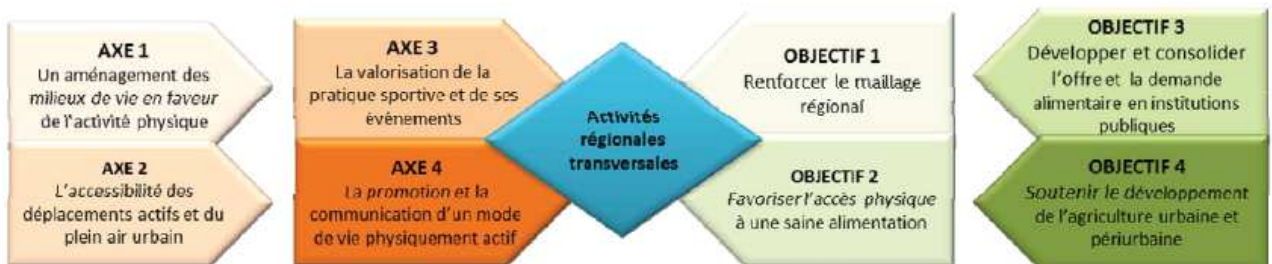 AXE 1
Un aménagement des
milieux de vie en faveur
de l'activité physique
AXE 2
L'accessibilité des
déplacements actifs et du
plein air urbain
AXE 3
La valorisation de la
pratique sportive et de ses
événements
AXE 4
La promotion et la
communication d'un mode
de vie physiquement actif
Activités
régionales
transversales
OBJECTIF 1
Renforcer le maillage
régional
OBJECTIF 2
Favoriser l'accès physique
à une saine alimentation
OBJECTIF 3
Développer et consolider
l'offre et la demande
alimentaire en institutions
publiques
OBJECTIF 4
Soutenir le développement
de l'agriculture urbaine et
périurbaine